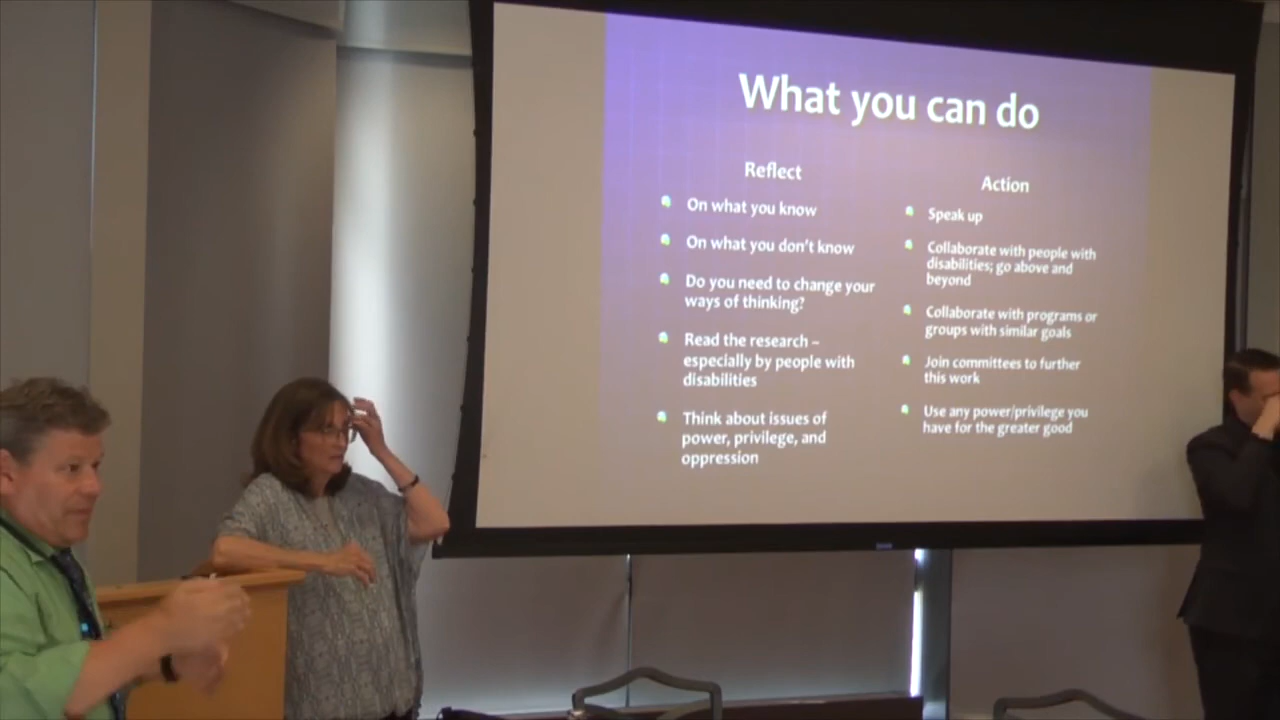 What you can do
Reflect
On what you know
On what you don't know
Do you need to change your
ways of thinking?
Read the research –
especially by people with
disabilities
Think about issues of
power, privilege, and
oppression
Action
Speak up
Collaborate with people with
disabilities; go above and
beyond
Collaborate with programs or
groups with similar goals
Join committees to further
this work
Use any power/privilege you
have for the greater good